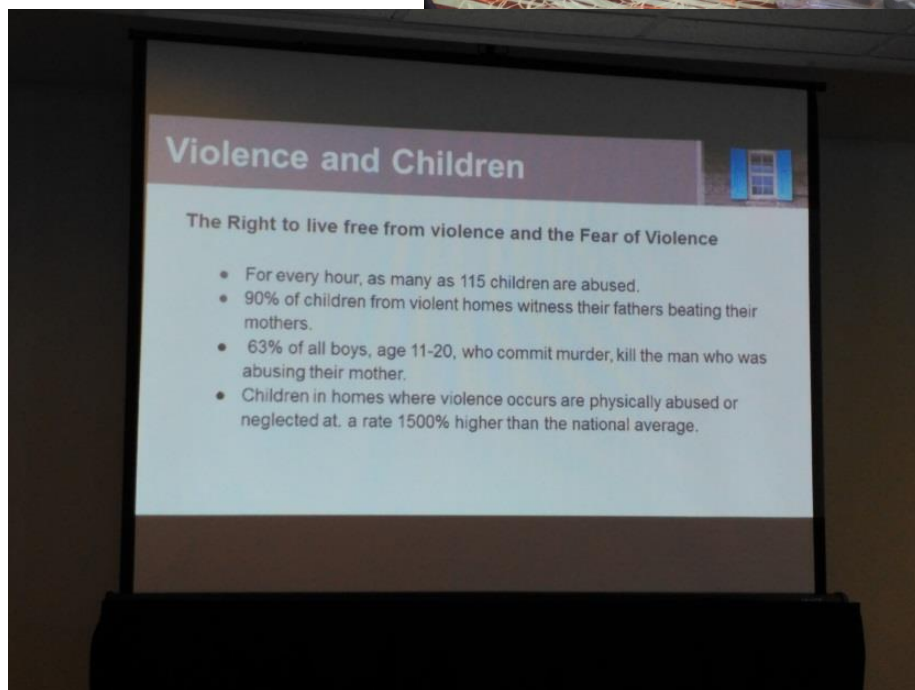 Violence and Children
The Right to live free from violence and the Fear of Violence
• For every hour, as many as 115 children are abused.
• 90% of children from violent homes witness their fathers beating their
mothers.
• 63% of all boys, age 11-20, who commit murder, kill the man who was
abusing their mother.
• Children in homes where violence occurs are physically abused or
neglected at. a rate 1500% higher than the national average.